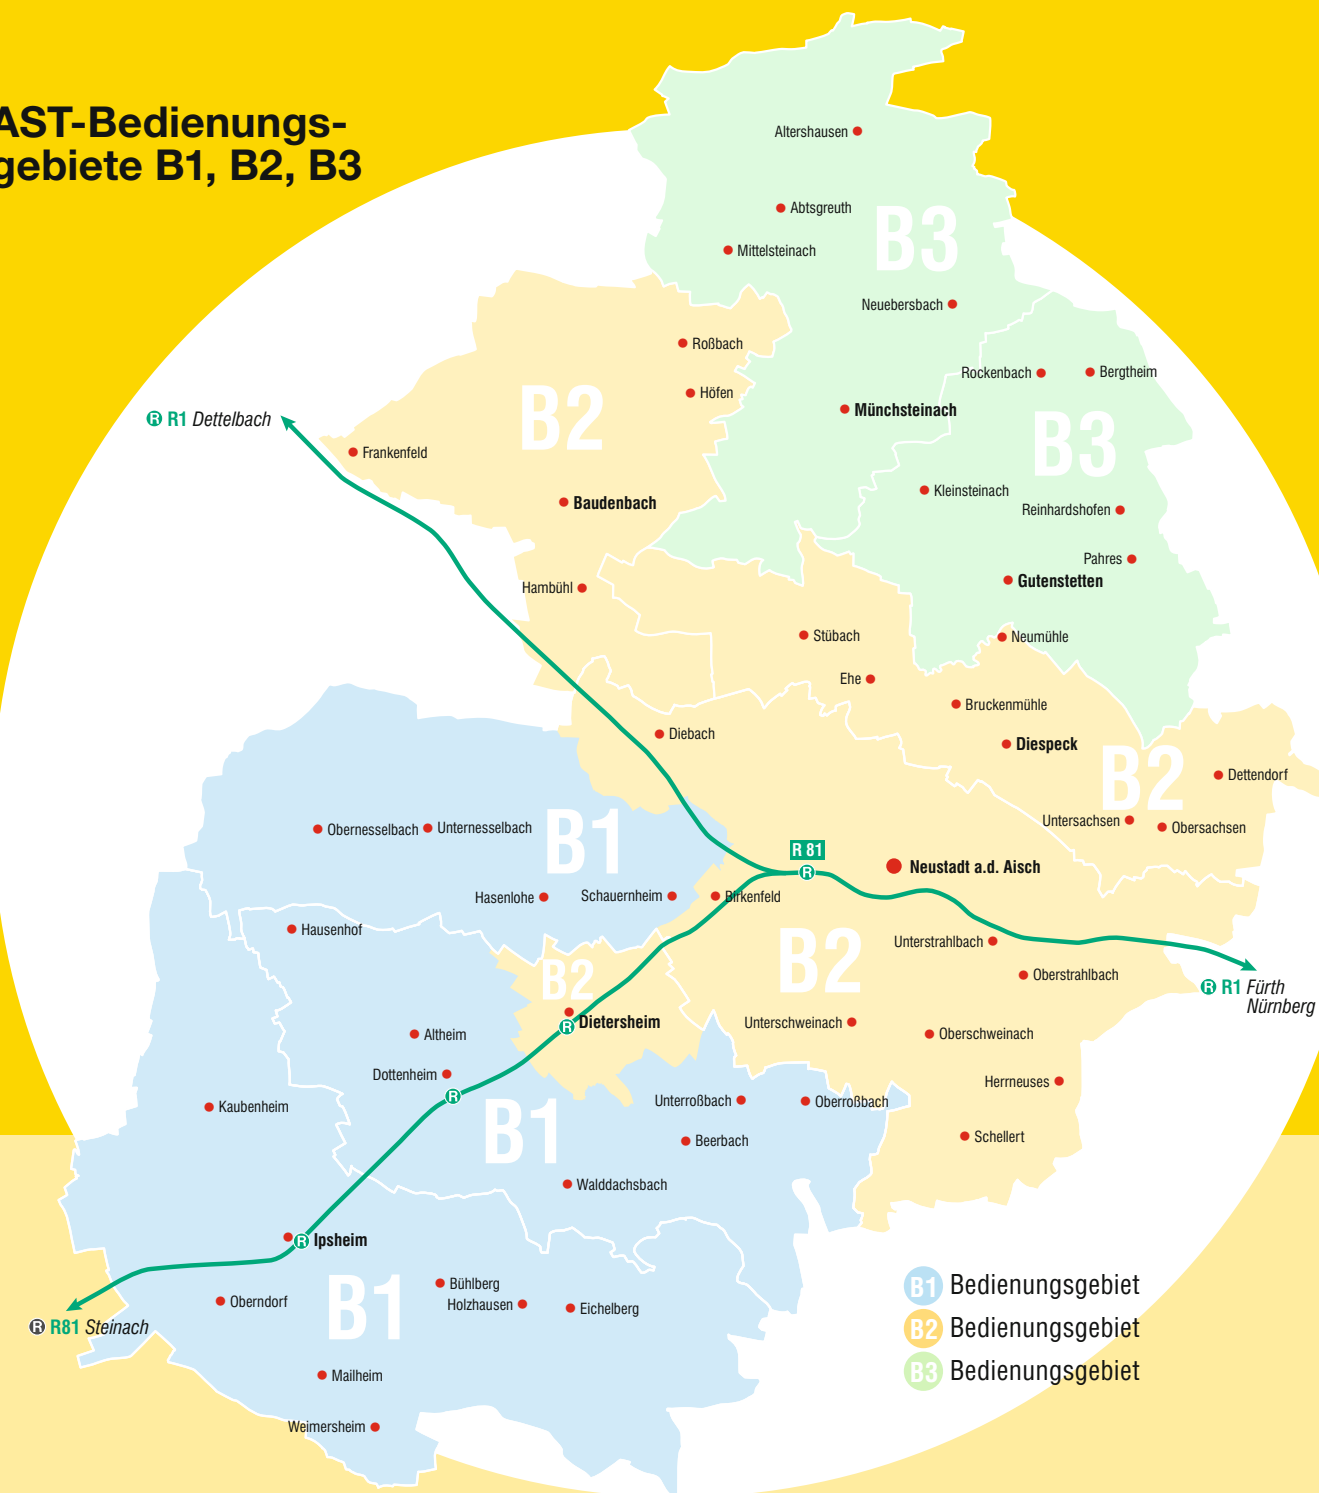 AST-Bedienungs-
gebiete B1, B2, B3
Altershausen
Abtsgreuth
B3
Mittelsteinach
Neuebersbach
Roßbach
Rockenbach
Bergtheim
Höfen
Münchsteinach
B2
R R1 Dettelbach
B3
Frankenfeld
Kleinsteinach
Baudenbach
Reinhardshofen
Pahres
Gutenstetten
Hambühl
Stübach
Neumühle
Ehe
Bruckenmühle
Diebach
Diespeck
B2
Dettendorf
Untersachsen
Obersachsen
Obernesselbach
Unternesselbach
B1
R 81
R
Neustadt a.d. Aisch
Hasenlohe
Schauernheim
Birkenfeld
Hausenhof
Unterstrahlbach
B2
B2
Oberstrahlbach
R R1 Fürth
Nürnberg
Dietersheim
R
Unterschweinach
Oberschweinach
Altheim
Dottenheim
R
Herrneuses
Kaubenheim
Unterroßbach
Oberroßbach
B1
Beerbach
Schellert
Walddachsbach
R
Ipsheim
Bühlberg
Oberndorf
B1
Holzhausen
Eichelberg
R R81 Steinach
Mailheim
Weimersheim
B1 Bedienungsgebiet
B2 Bedienungsgebiet
B3 Bedienungsgebiet